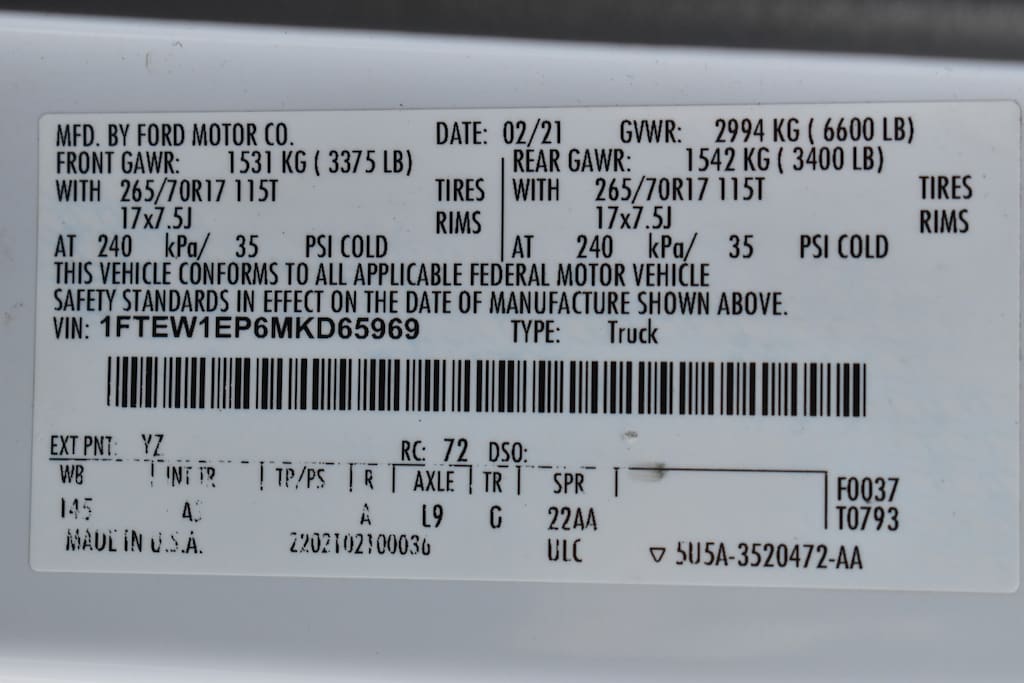 MFD. BY FORD MOTOR CO. DATE: 02/21 GVWR: 2994 KG ( 6600 LB)
FRONT GAWR: 1531 KG ( 3375 LB) REAR GAWR: 1542 KG ( 3400 LB)
WITH 265/70R17 115T TIRES WITH 265/70R17 115T TIRES
17x7.5J RIMS 17x7.5J RIMS
AT 240 kPa/ 35 PSI COLD AT 240 kPa/ 35 PSI COLD
THIS VEHICLE CONFORMS TO ALL APPLICABLE FEDERAL MOTOR VEHICLE
SAFETY STANDARDS IN EFFECT ON THE DATE OF MANUFACTURE SHOWN ABOVE.
VIN: 1FTEW1EP6MKD65969 TYPE: Truck
EXT PNT: YZ RC: 72 DSO:
WB INT TR TP/PS R AXLE TR SPR F0037
145 A L9 G 22AA T0793
MADE IN U.S.A. 2202102100036 ULC ▽ 5U5A-3520472-AA